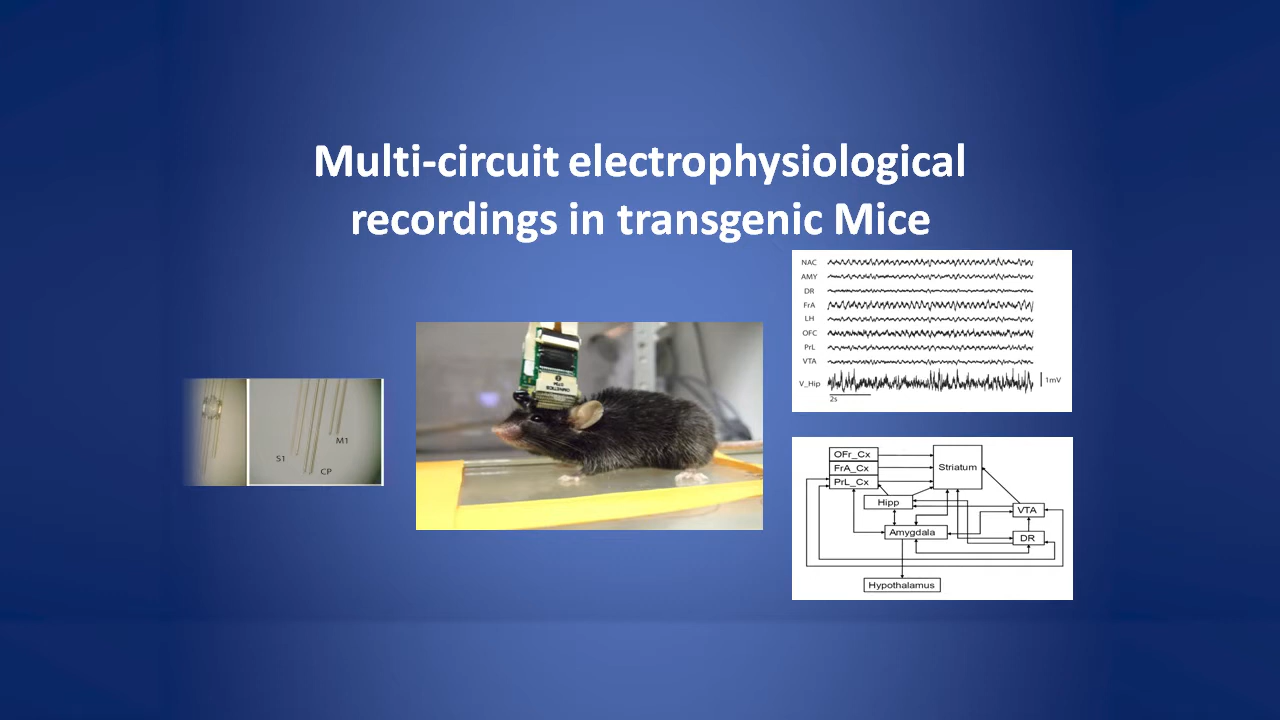 Multi-circuit electrophysiological
recordings in transgenic Mice
NAC
AMY
DR
FrA
LH
OFC
PrL
VTA
V_Hip
1mV
2s
S1
M1
CP
OFr_Cx
FrA_Cx
PrL_Cx
Striatum
Hipp
VTA
Amygdala
DR
Hypothalamus